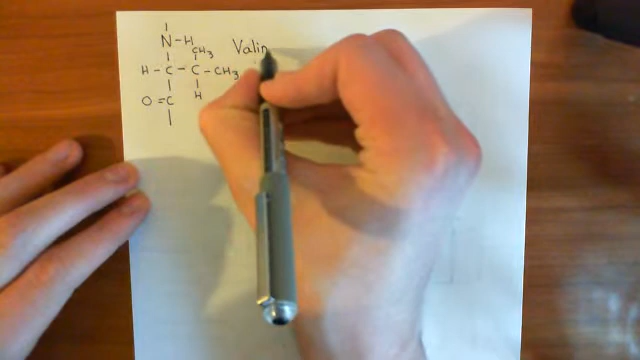 N-H
CH3
Valin
H-C-C-CH3
H
O=C